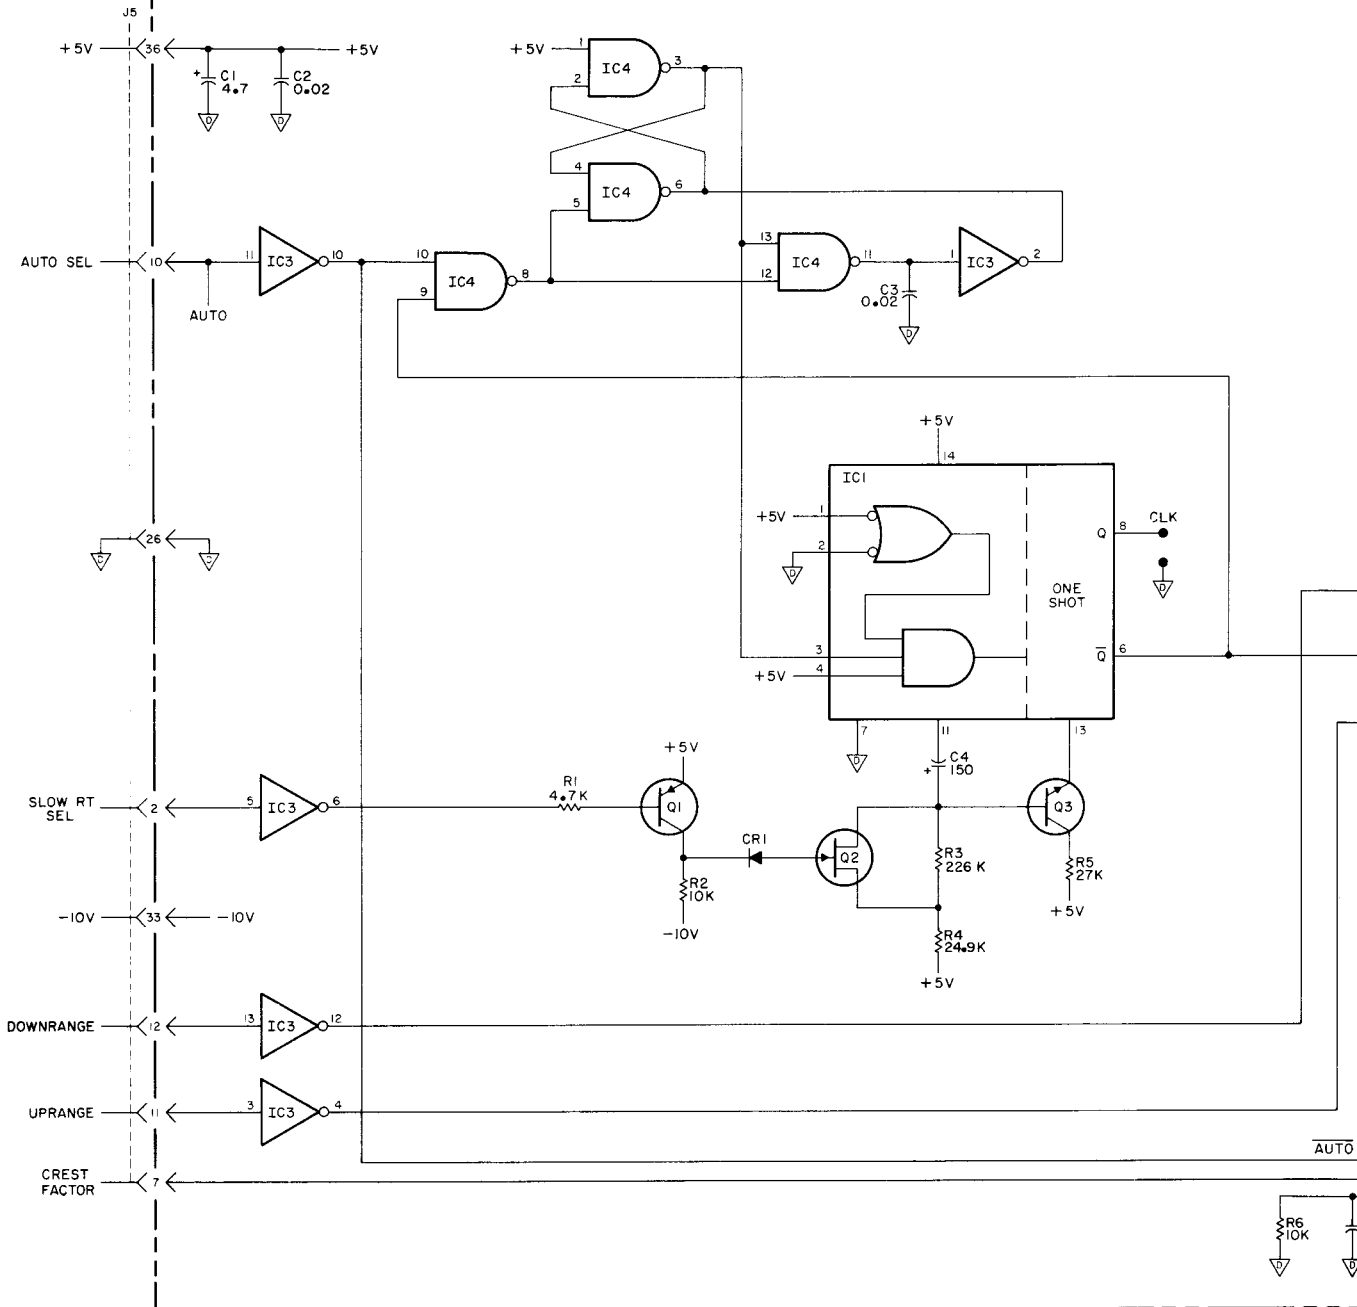 J5
+5V 36 +5V
+ C1 4.7
C2 0.02
D D
+5V 1 IC4 3
2
4 IC4 6
5
AUTO SEL 10 11 IC3 10
AUTO
10 IC4 8
9
13 IC4 11
12
C3 0.02
D
1 IC3 2
26
D
+5V
14
IC1
+5V 1
2
D
3
+5V 4
ONE SHOT
Q 8 CLK
D
Q̅ 6
7 11 13
D
C4
+ 150
SLOW RT SEL 2 5 IC3 6
R1
4.7K
+5V
Q1
CR1
R2
10K
-10V
Q2
R3
226K
R4
24.9K
+5V
Q3
R5
27K
+5V
-10V 33 -10V
DOWNRANGE 12 13 IC3 12
UPRANGE 11 3 IC3 4
A̅U̅T̅O̅
CREST FACTOR 7
R6
10K
D D